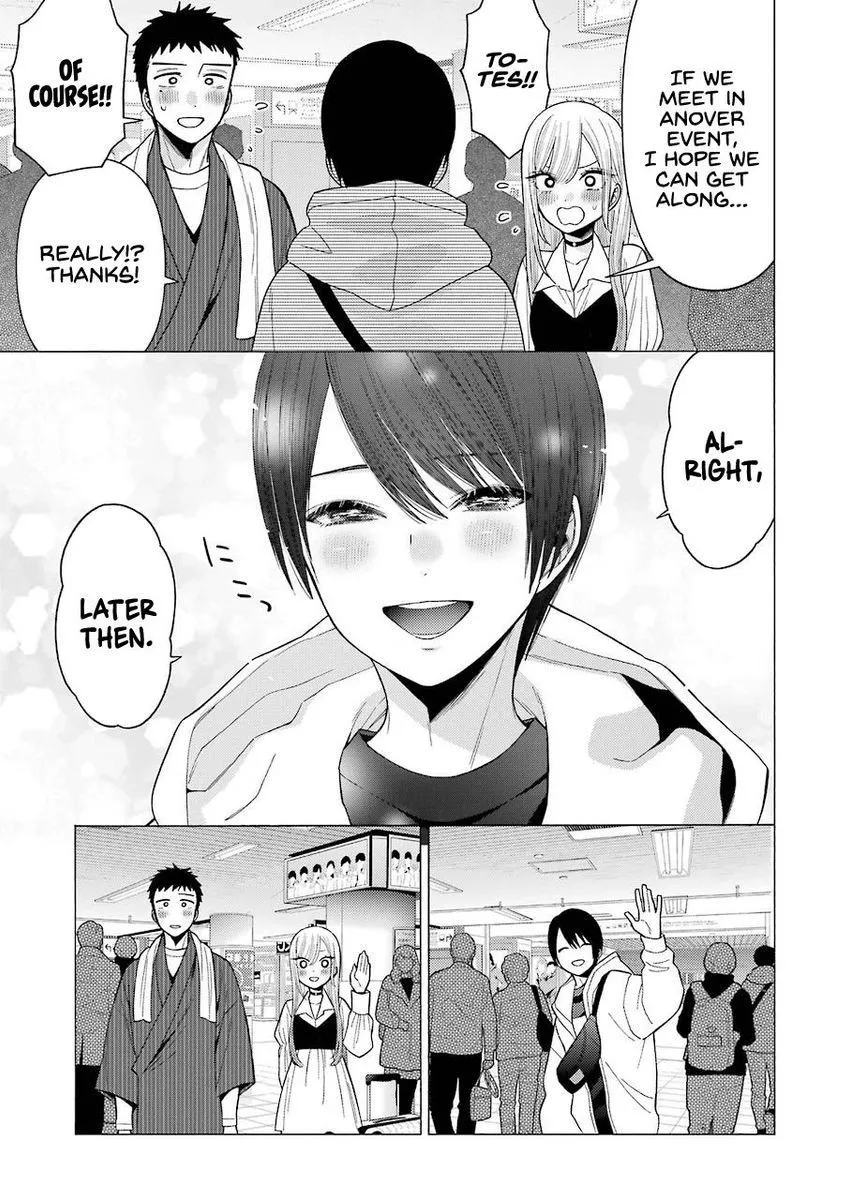 IF WE
MEET IN
ANOVER
EVENT,
I HOPE WE
CAN GET
ALONG...
TO-
TES!!
OF
COURSE!!
REALLY!?
THANKS!
AL-
RIGHT,
LATER
THEN.